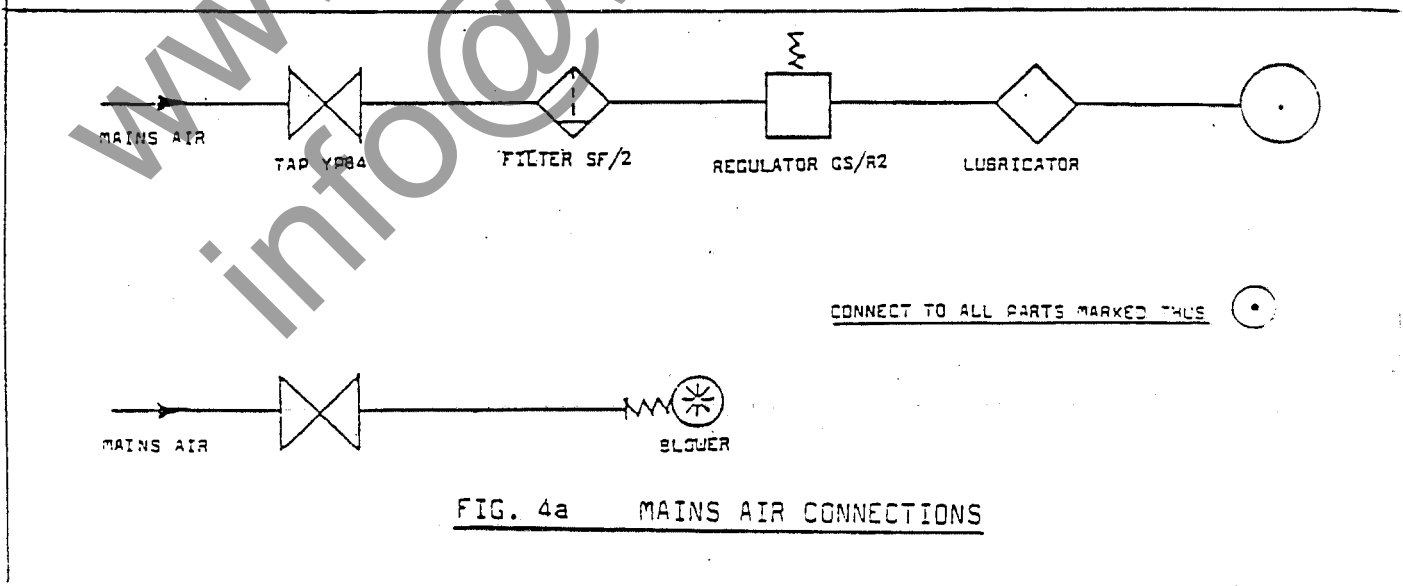 MAINS AIR
TAP YP84
FILTER SF/2
REGULATOR GS/R2
LUBRICATOR
CONNECT TO ALL PARTS MARKED THUS
MAINS AIR
BLOWER
FIG. 4a MAINS AIR CONNECTIONS
info@